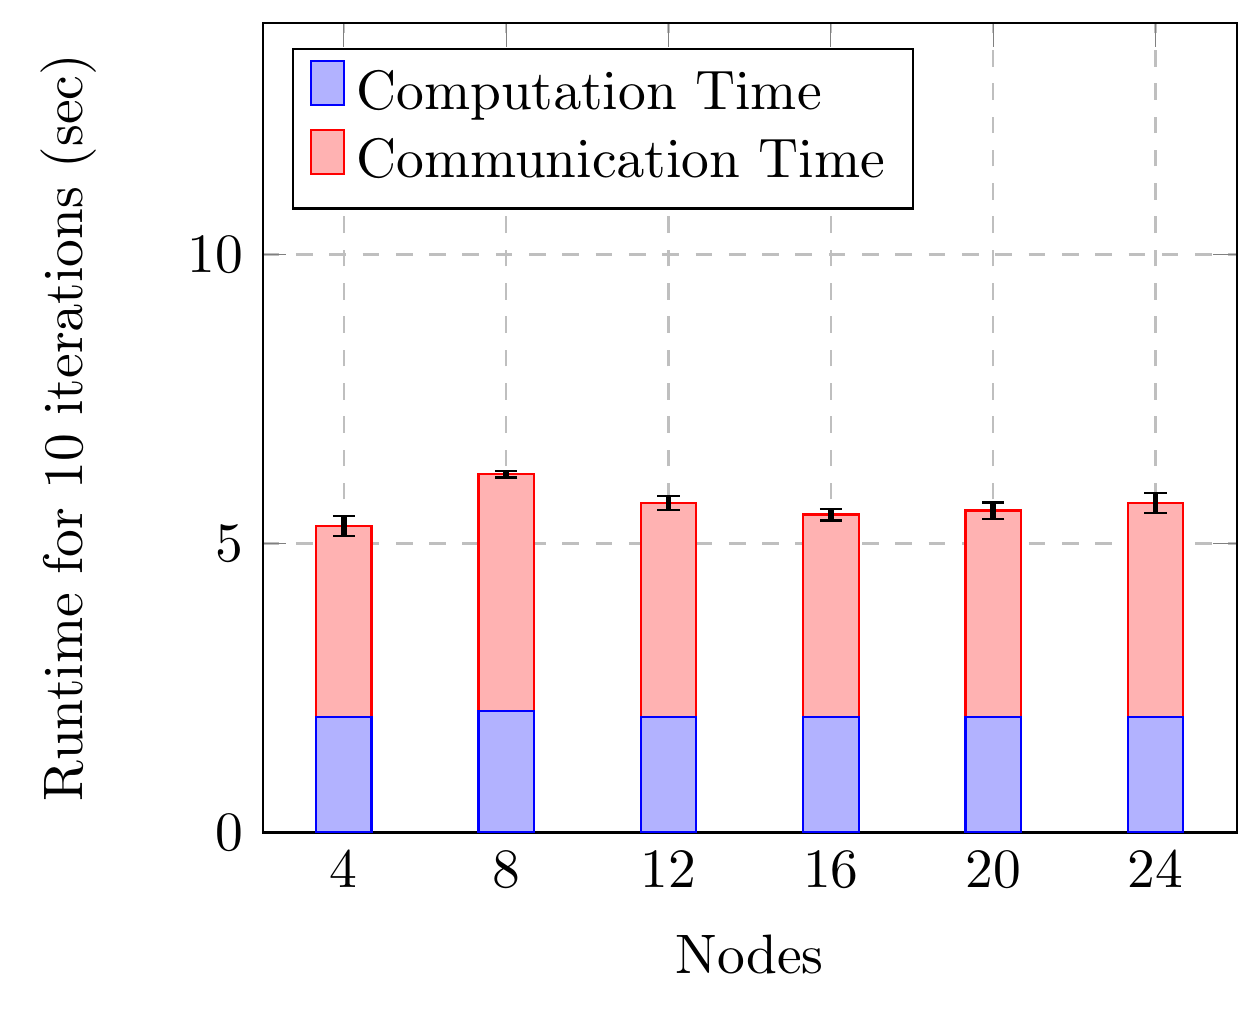 Computation Time
Communication Time
Runtime for 10 iterations (sec)
10
5
0
4 8 12 16 20 24
Nodes